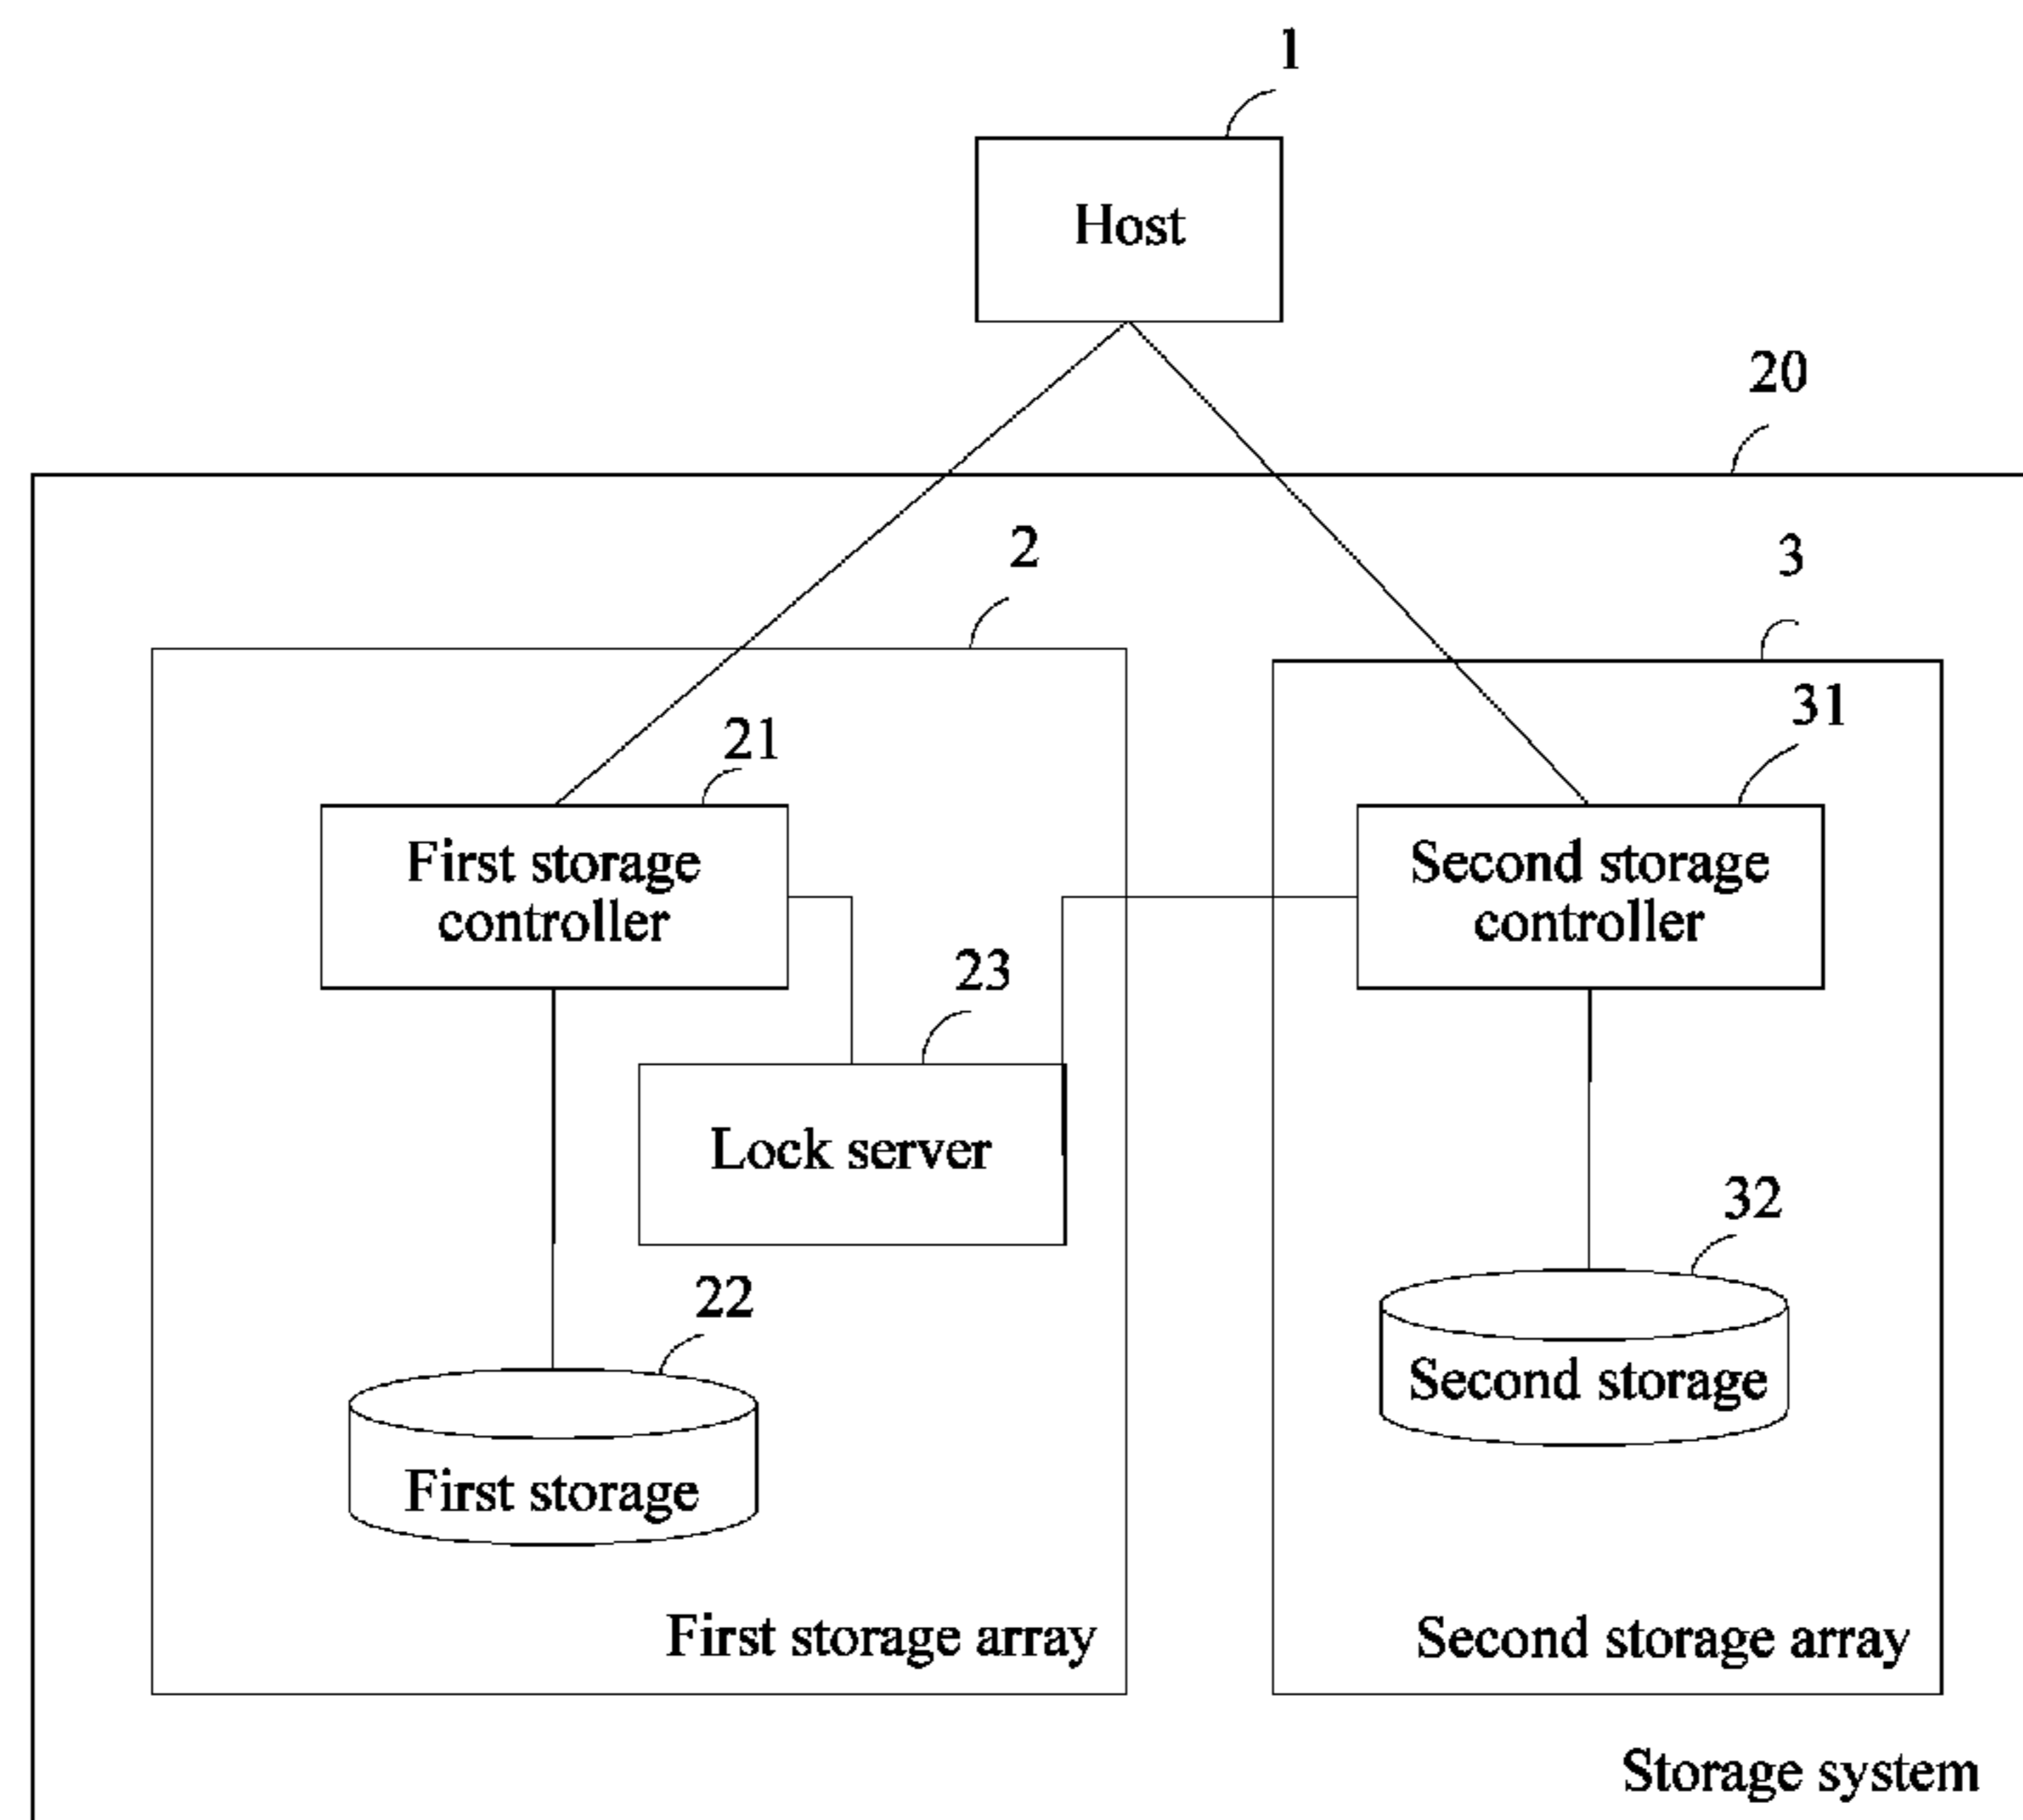 1
Host
20
2
3
31
21
First storage
controller
Second storage
controller
23
Lock server
32
22
Second storage
First storage
First storage array
Second storage array
Storage system